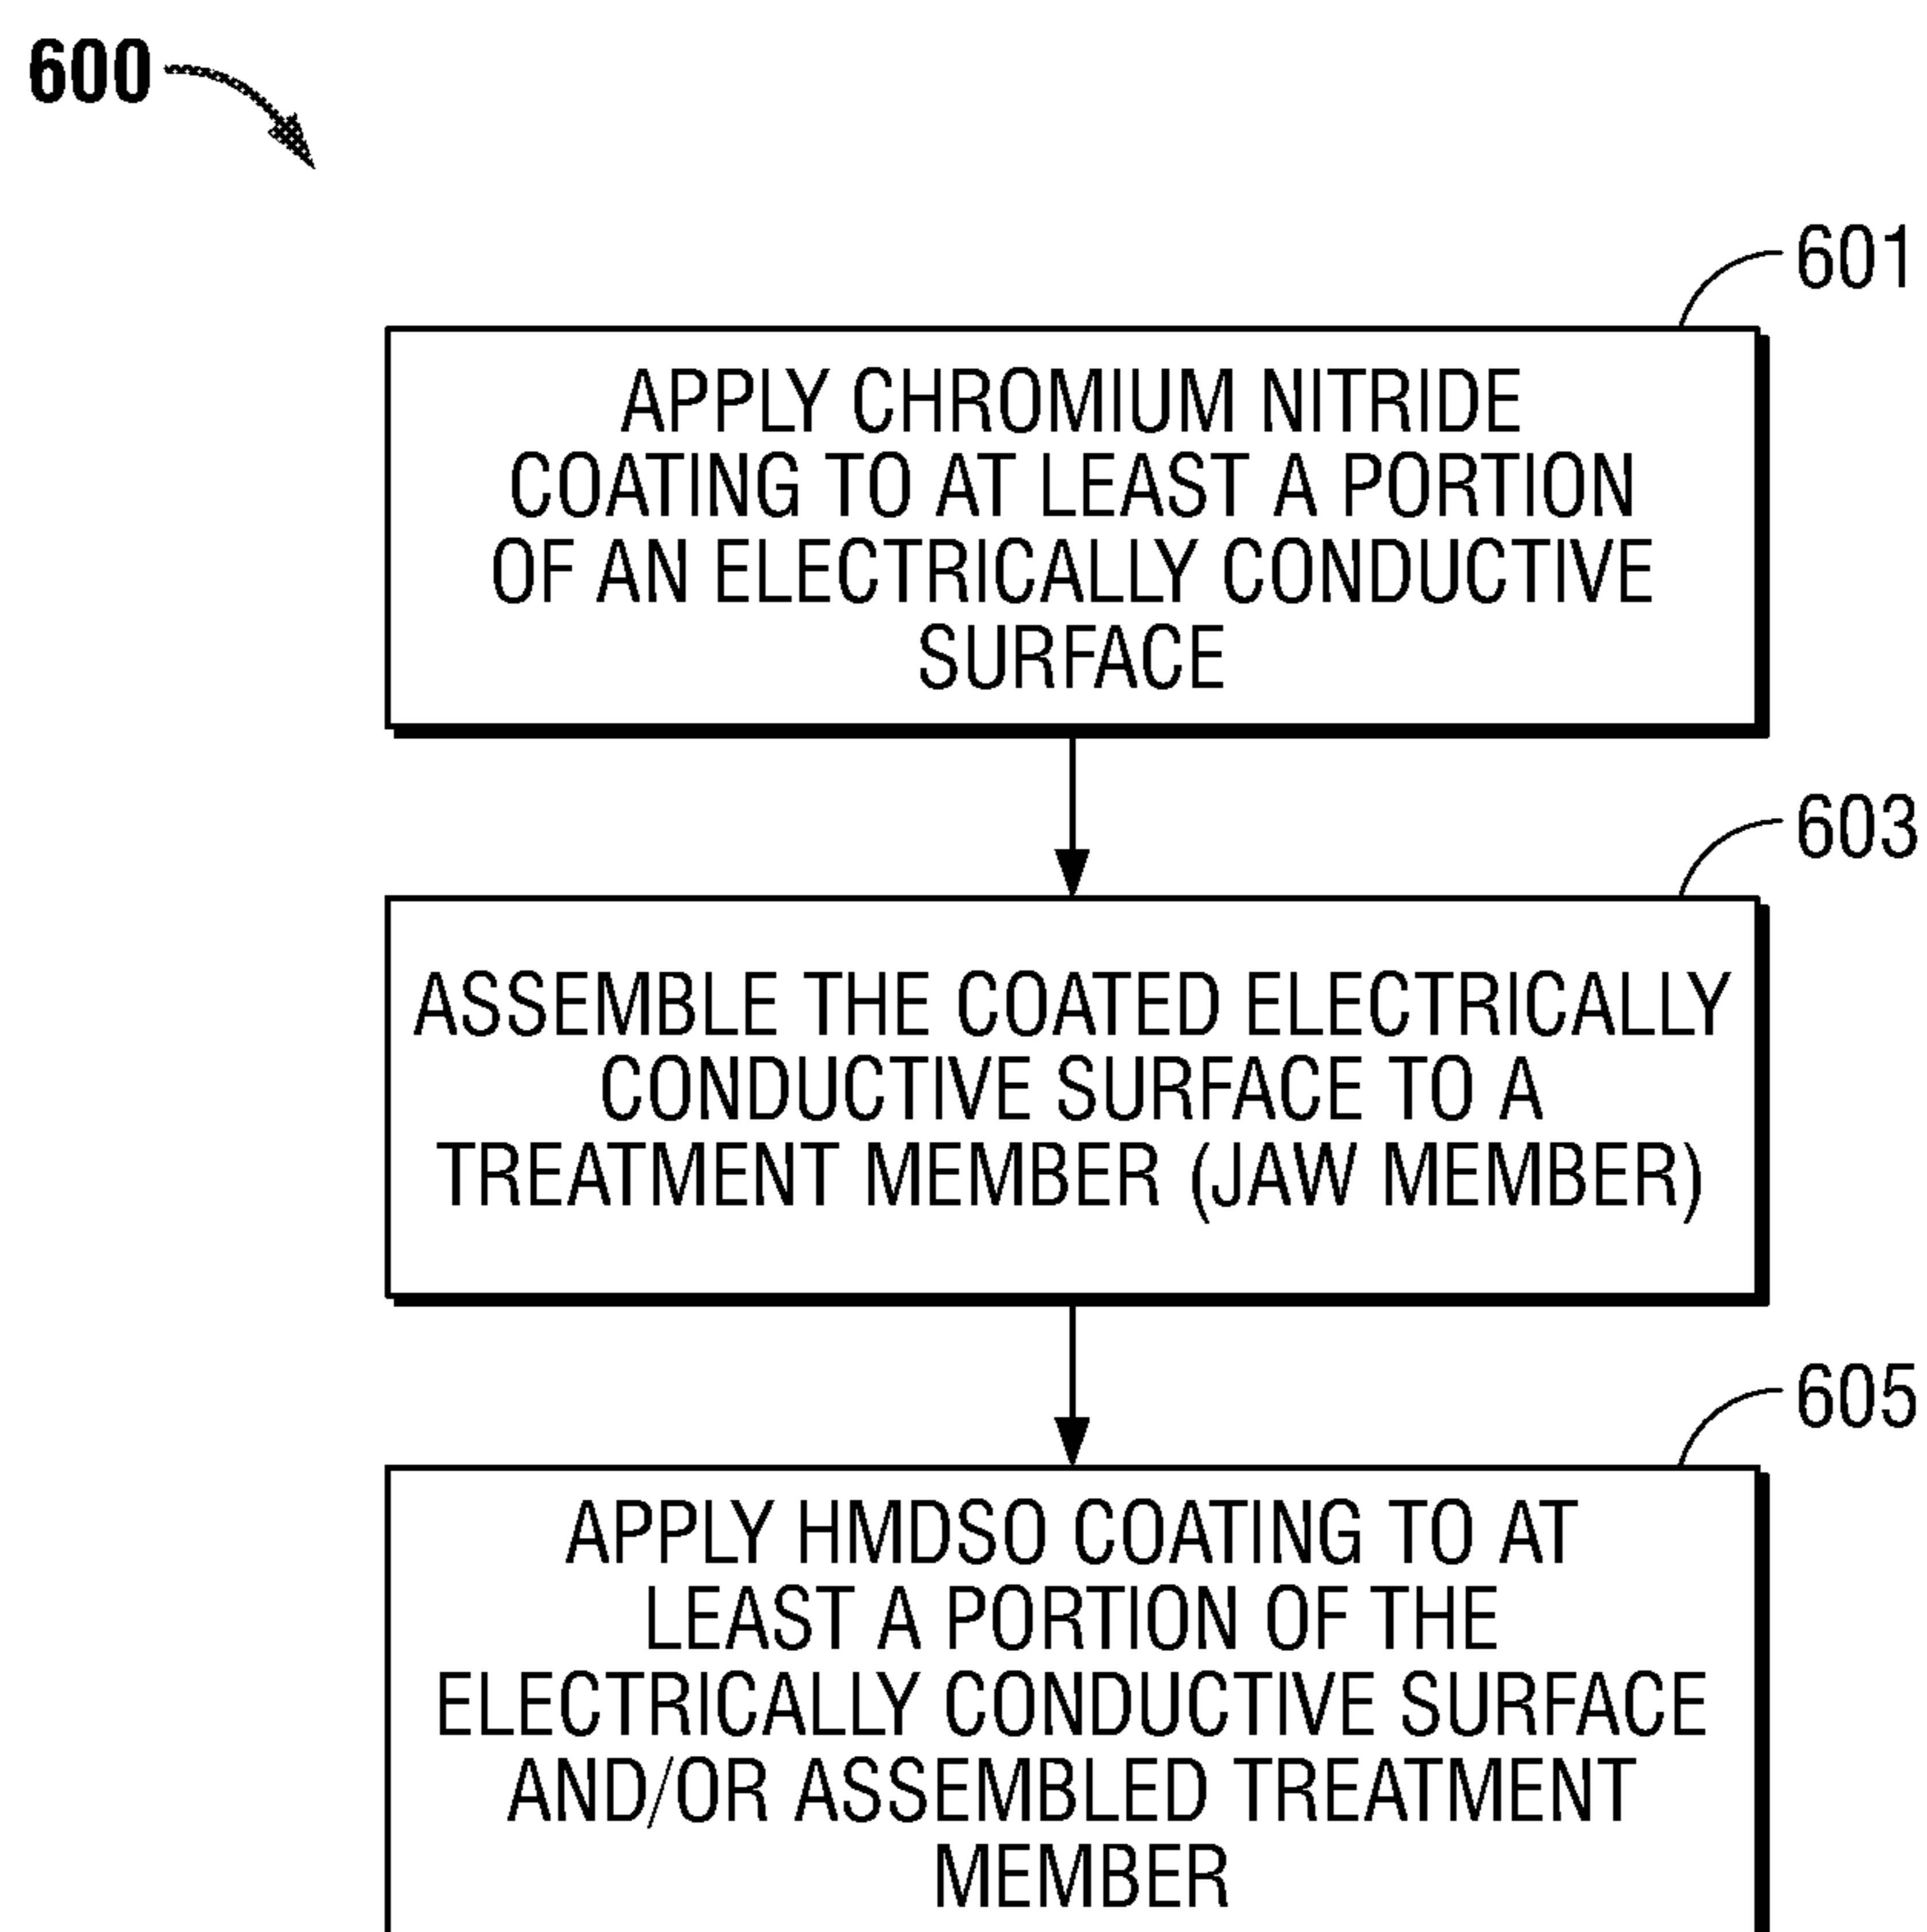 600
601
APPLY CHROMIUM NITRIDE
COATING TO AT LEAST A PORTION
OF AN ELECTRICALLY CONDUCTIVE
SURFACE
603
ASSEMBLE THE COATED ELECTRICALLY
CONDUCTIVE SURFACE TO A
TREATMENT MEMBER (JAW MEMBER)
605
APPLY HMDSO COATING TO AT
LEAST A PORTION OF THE
ELECTRICALLY CONDUCTIVE SURFACE
AND/OR ASSEMBLED TREATMENT
MEMBER